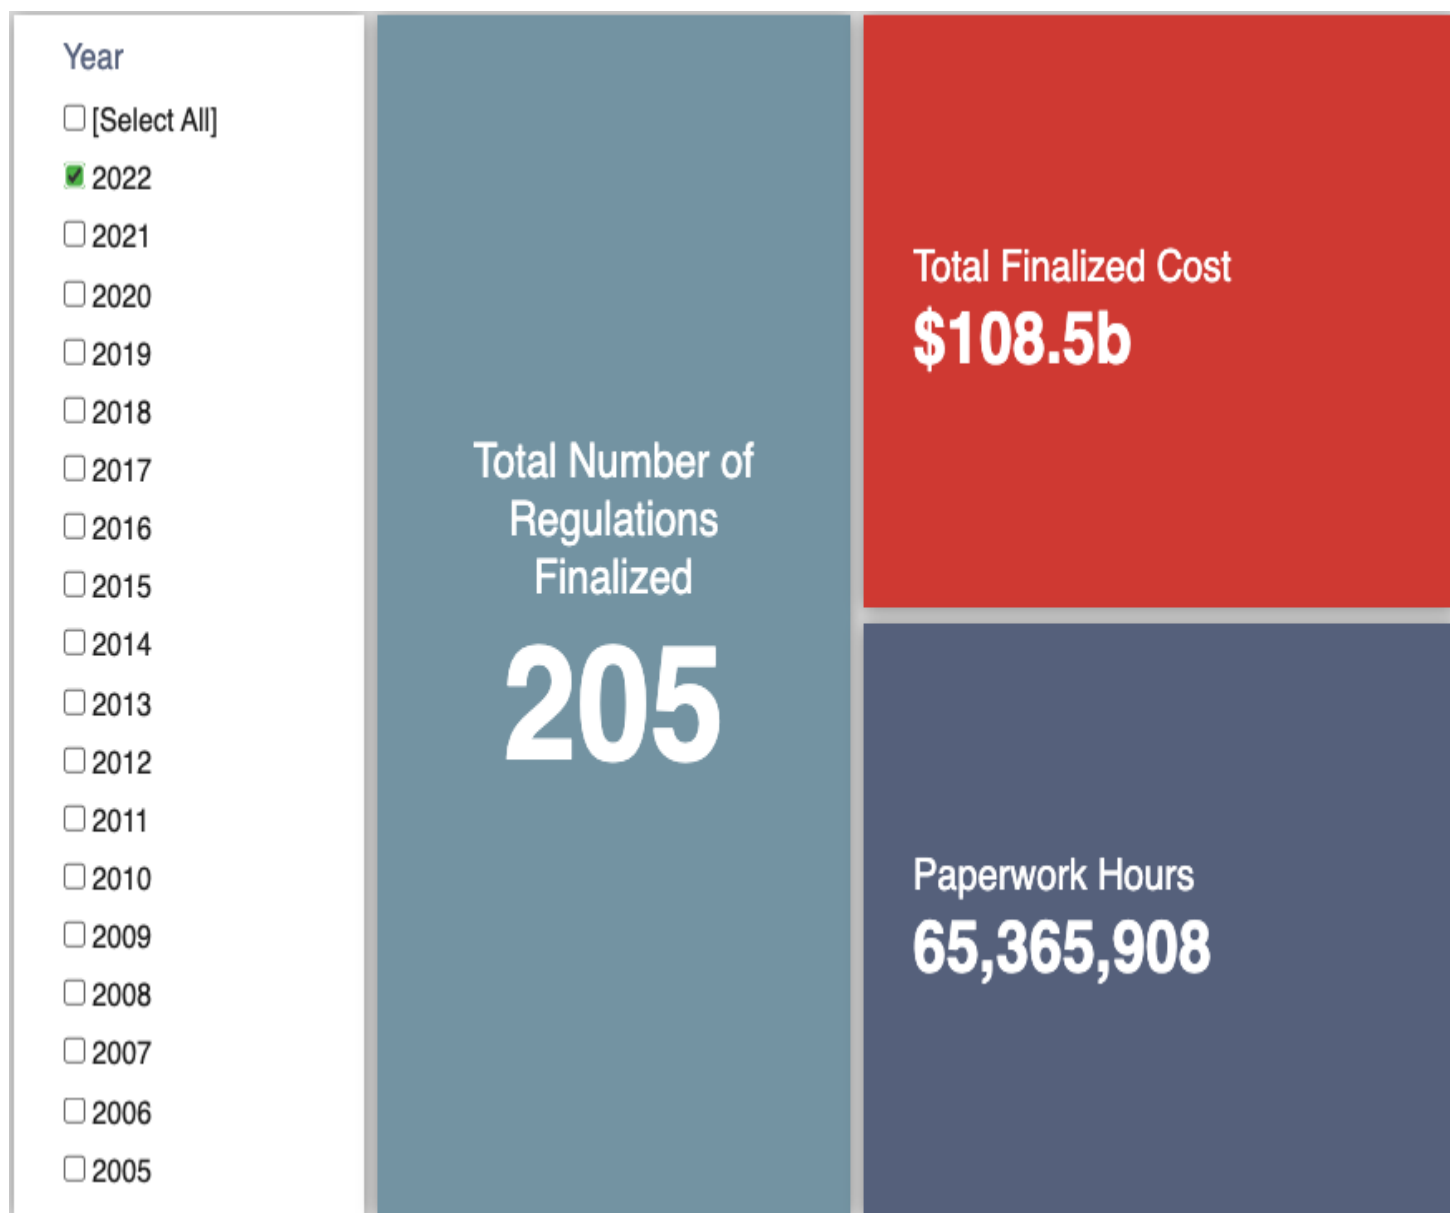 Year
[Select All]
2022
2021
2020
2019
2018
2017
2016
2015
2014
2013
2012
2011
2010
2009
2008
2007
2006
2005
Total Number of
Regulations
Finalized
205
Total Finalized Cost
$108.5b
Paperwork Hours
65,365,908